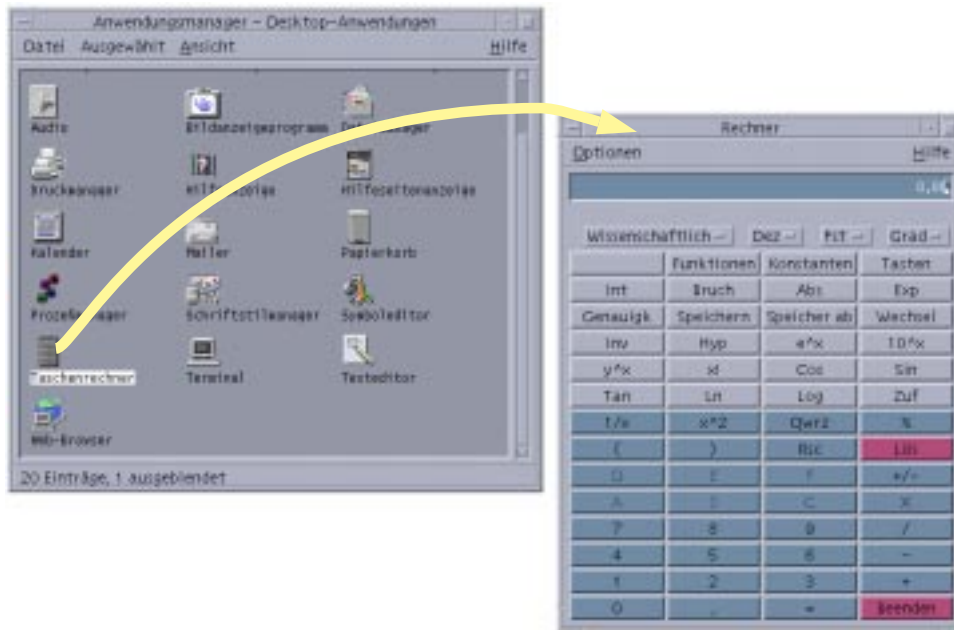 Anwendungsmanager - Desktop-Anwendungen
Datei Ausgewählt Ansicht Hilfe
Audio Bildanzeigeprogramm
Druckmanager Hilfeseitenanzeige
Kalender Mailer Papierkorb
Schriftstilmanager Symboleditor
Taschenrechner Terminal Texteditor
Web-Browser
20 Einträge, 1 ausgeblendet
Rechner
Optionen Hilfe
Wissenschaftlich Dez FLT Grad
Funktionen Konstanten Tasten
Int Bruch Abs Exp
Genauigk. Speichern Speicher ab Wechsel
Inv Hyp e^x 10^x
y^x x! Cos Sin
Tan Ln Log Zuf
1/x x^2 Qwrz %
( ) Rsc
D E F +/-
A B C X
7 8 9 /
4 5 6 -
1 2 3 +
0 . = Beenden